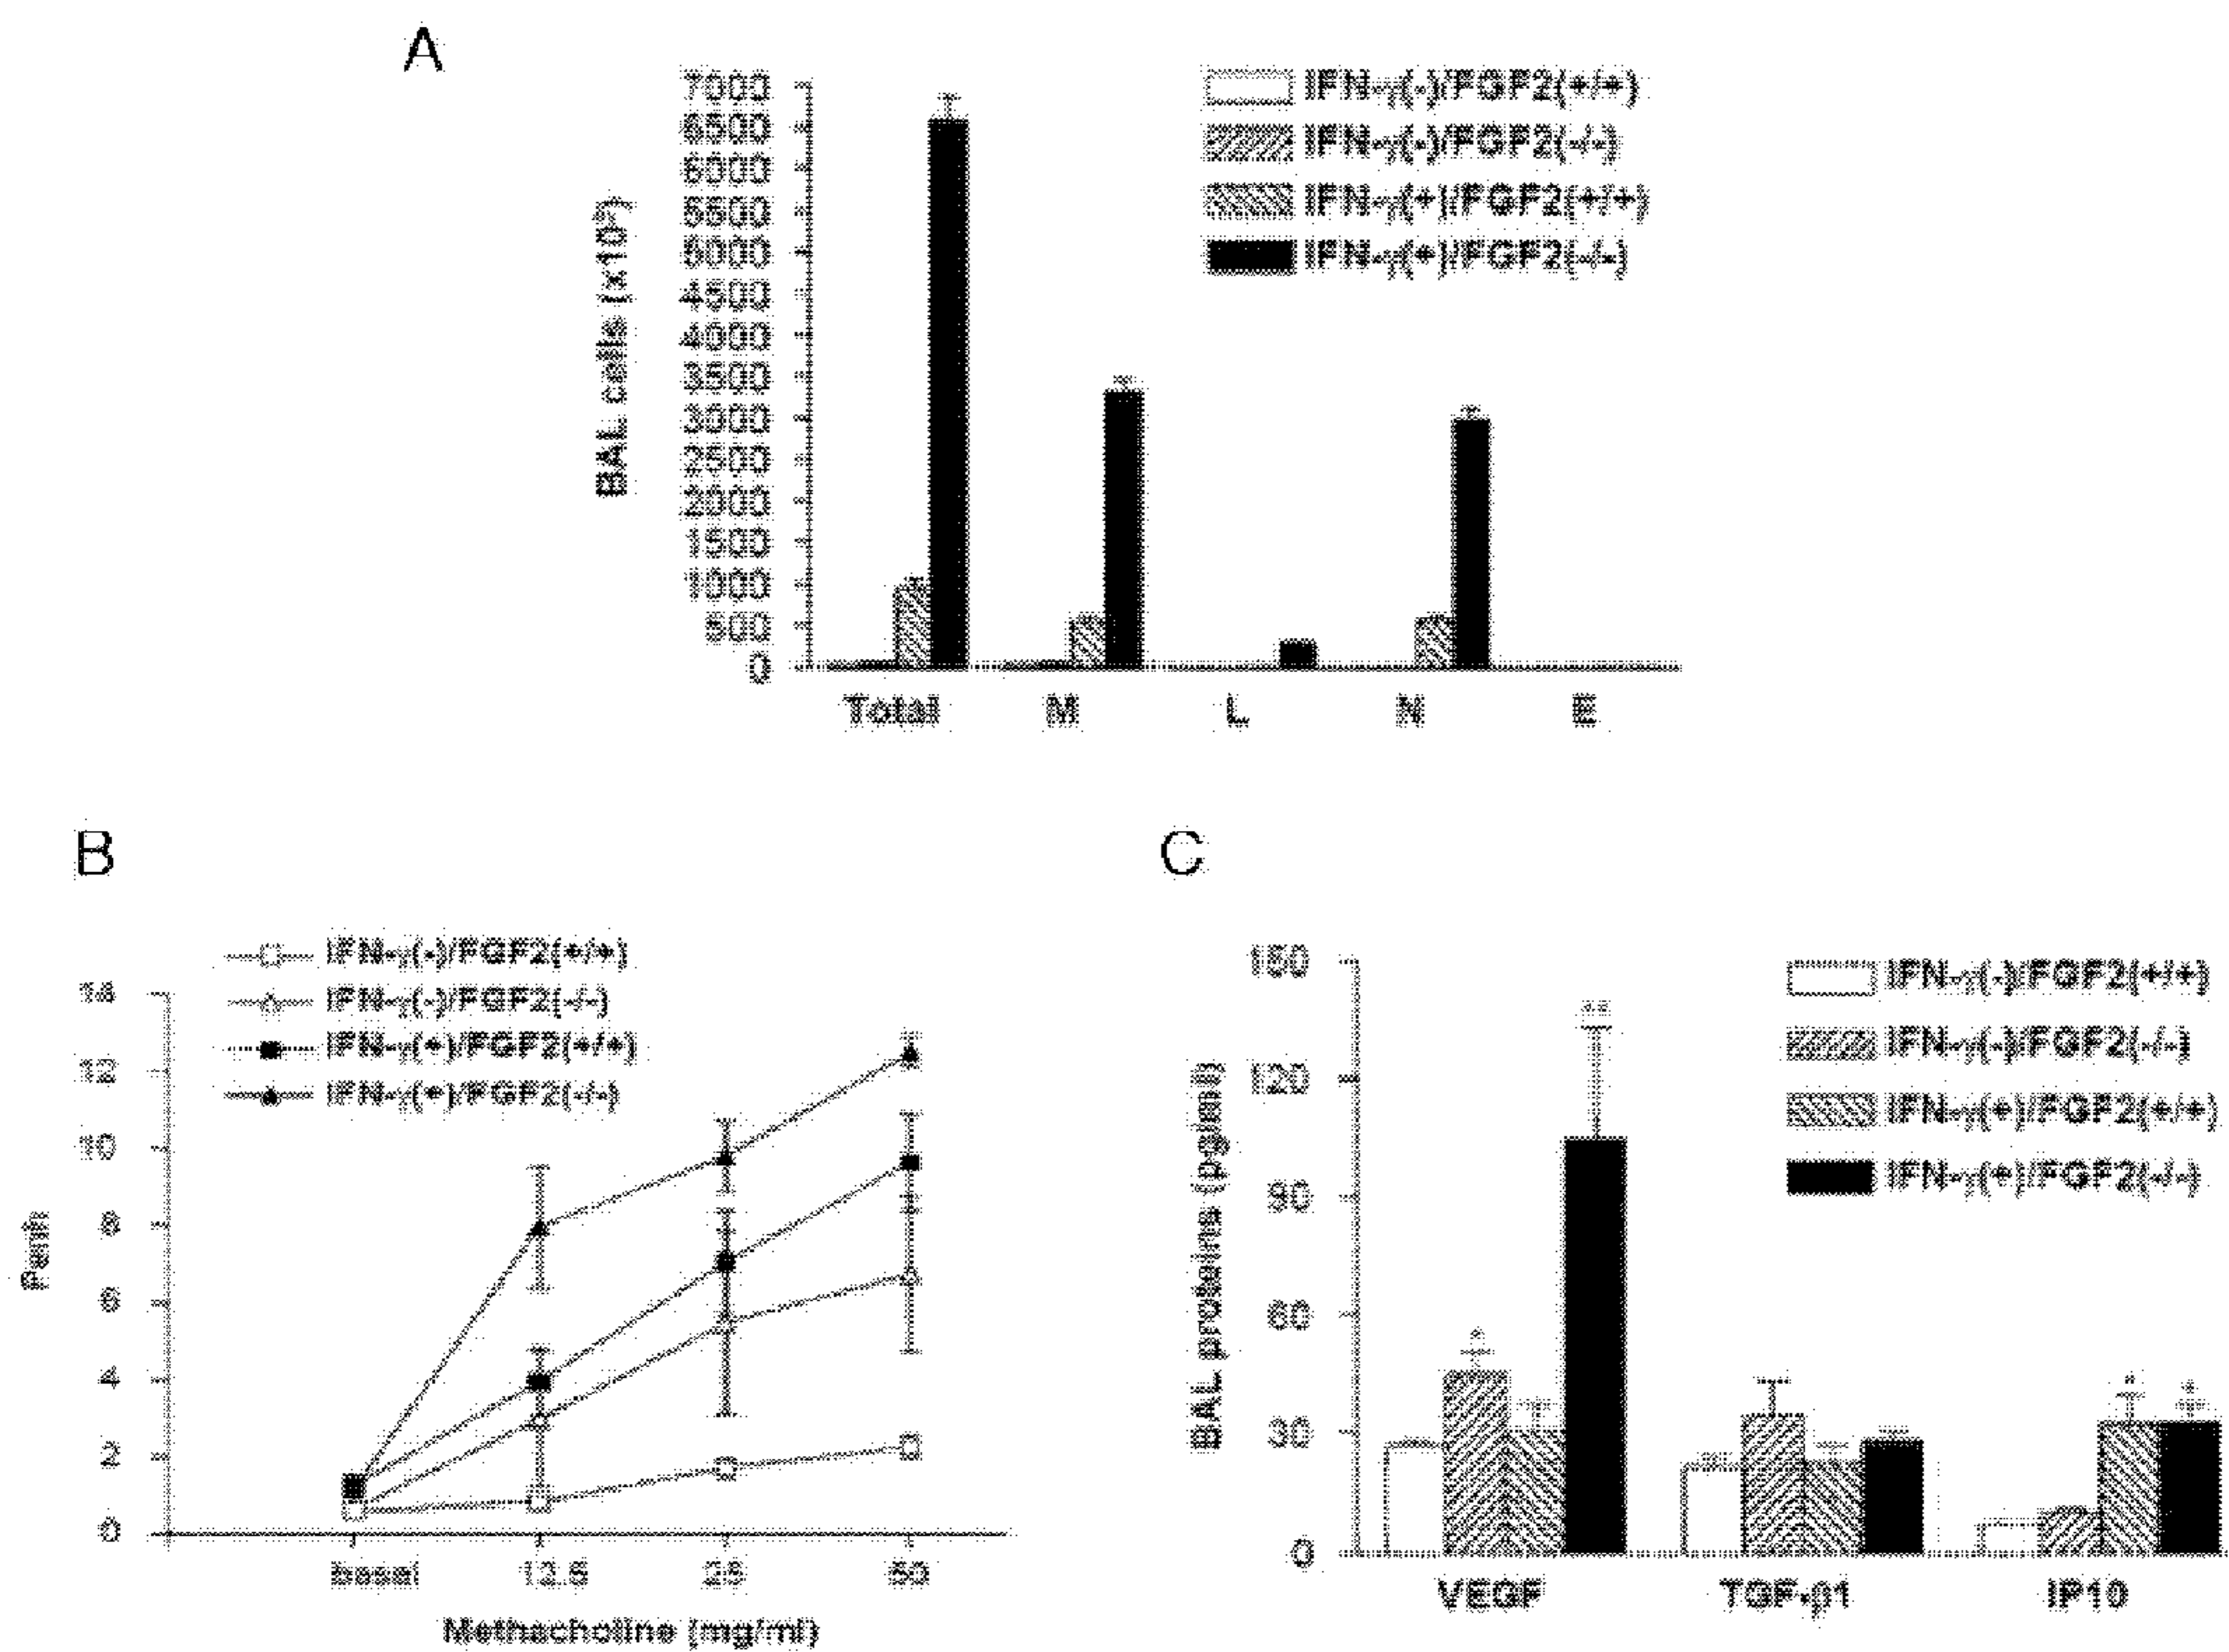 A
7000
6500
6000
5500
5000
4500
4000
3500
3000
2500
2000
1500
1000
500
0
BAL cells (x10³)
IFN-γ(-)/FGF2(+/+)
IFN-γ(-)/FGF2(-/-)
IFN-γ(+)/FGF2(+/+)
IFN-γ(+)/FGF2(-/-)
Total M L N E
B
IFN-γ(-)/FGF2(+/+)
IFN-γ(-)/FGF2(-/-)
IFN-γ(+)/FGF2(+/+)
IFN-γ(+)/FGF2(-/-)
14
12
10
8
6
4
2
0
Penh
basal 12.5 25 50
Methacholine (mg/ml)
C
150
120
90
60
30
0
BAL proteins (pg/ml)
IFN-γ(-)/FGF2(+/+)
IFN-γ(-)/FGF2(-/-)
IFN-γ(+)/FGF2(+/+)
IFN-γ(+)/FGF2(-/-)
**
*
*
*
VEGF TGF-β1 IP10